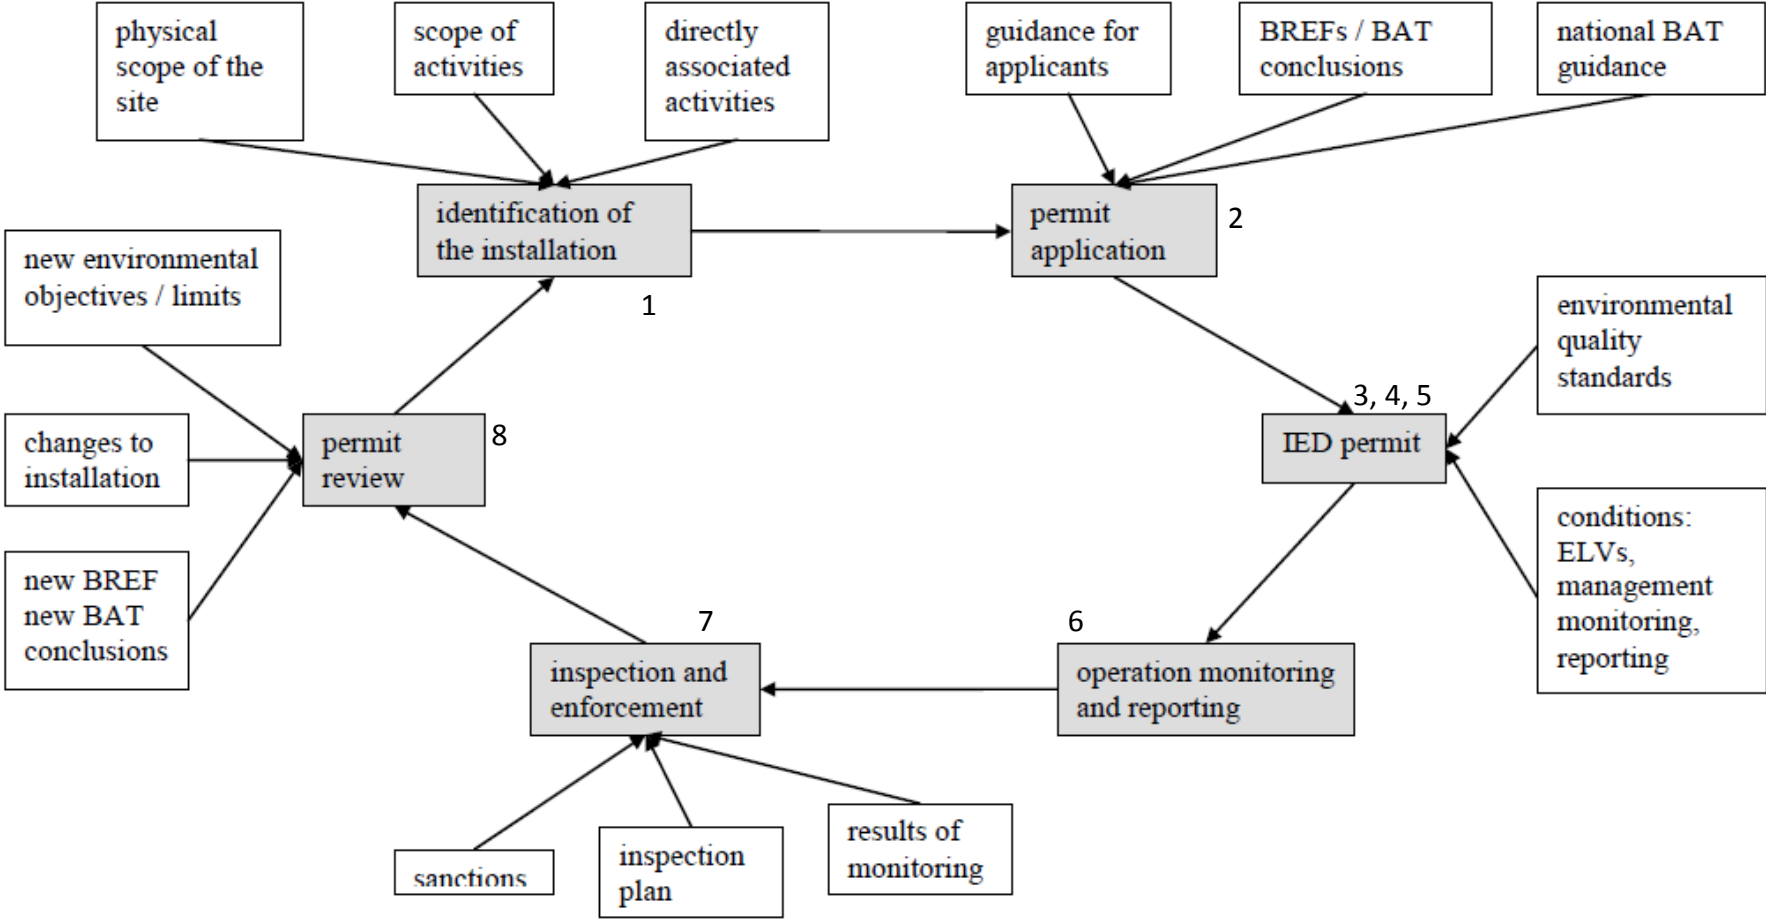 physical
scope of the
site
scope of
activities
directly
associated
activities
guidance for
applicants
BREFs / BAT
conclusions
national BAT
guidance
identification of
the installation
1
permit
application
2
new environmental
objectives / limits
environmental
quality
standards
changes to
installation
permit
review
8
3, 4, 5
IED permit
new BREF
new BAT
conclusions
conditions:
ELVs,
management
monitoring,
reporting
7
inspection and
enforcement
6
operation monitoring
and reporting
sanctions
inspection
plan
results of
monitoring